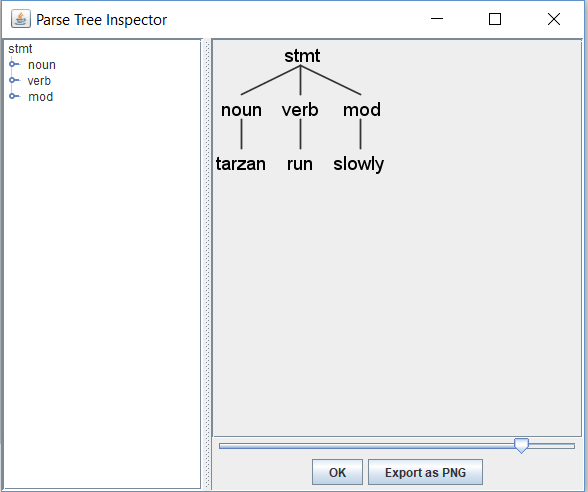 Parse Tree Inspector
stmt
noun
verb
mod
stmt
noun verb mod
tarzan run slowly
OK Export as PNG